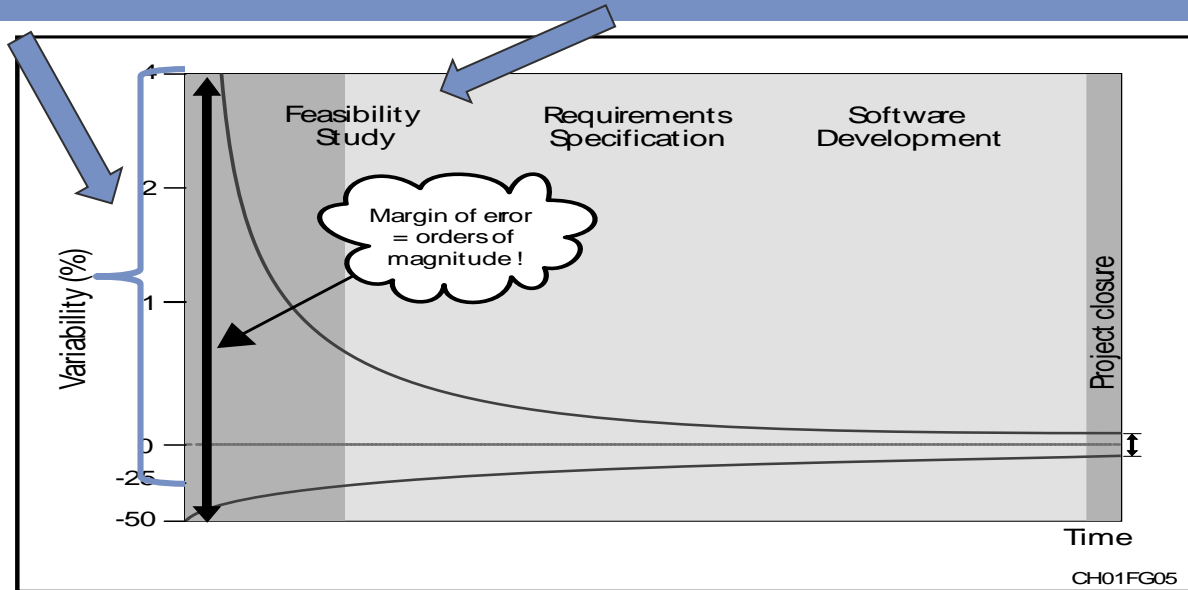 4
Feasibility
Study
Requirements
Specification
Software
Development
2
Margin of error
= orders of
magnitude !
Variability (%)
1
Project closure
0
-25
-50
Time
CH01FG05